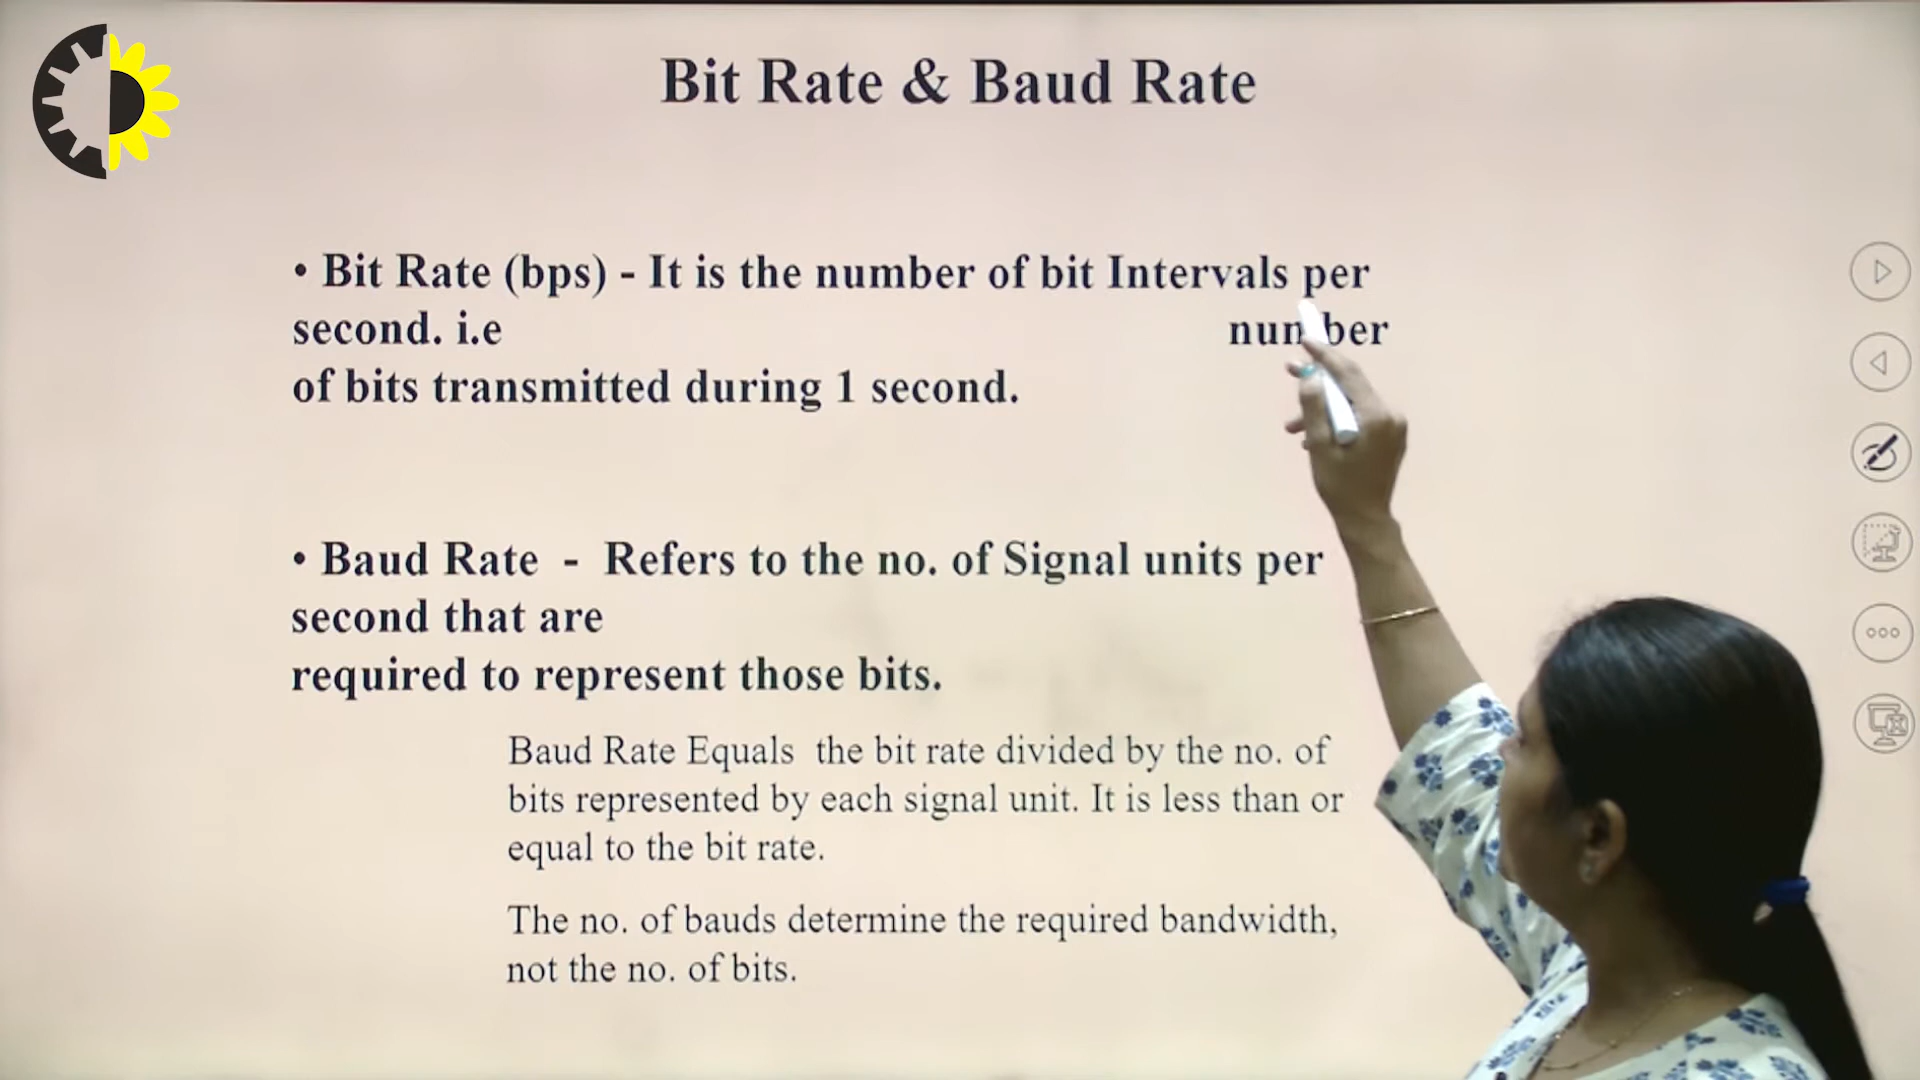 Bit Rate & Baud Rate
• Bit Rate (bps) - It is the number of bit Intervals per
second. i.e number
of bits transmitted during 1 second.
• Baud Rate - Refers to the no. of Signal units per
second that are
required to represent those bits.
Baud Rate Equals the bit rate divided by the no. of
bits represented by each signal unit. It is less than or
equal to the bit rate.
The no. of bauds determine the required bandwidth,
not the no. of bits.